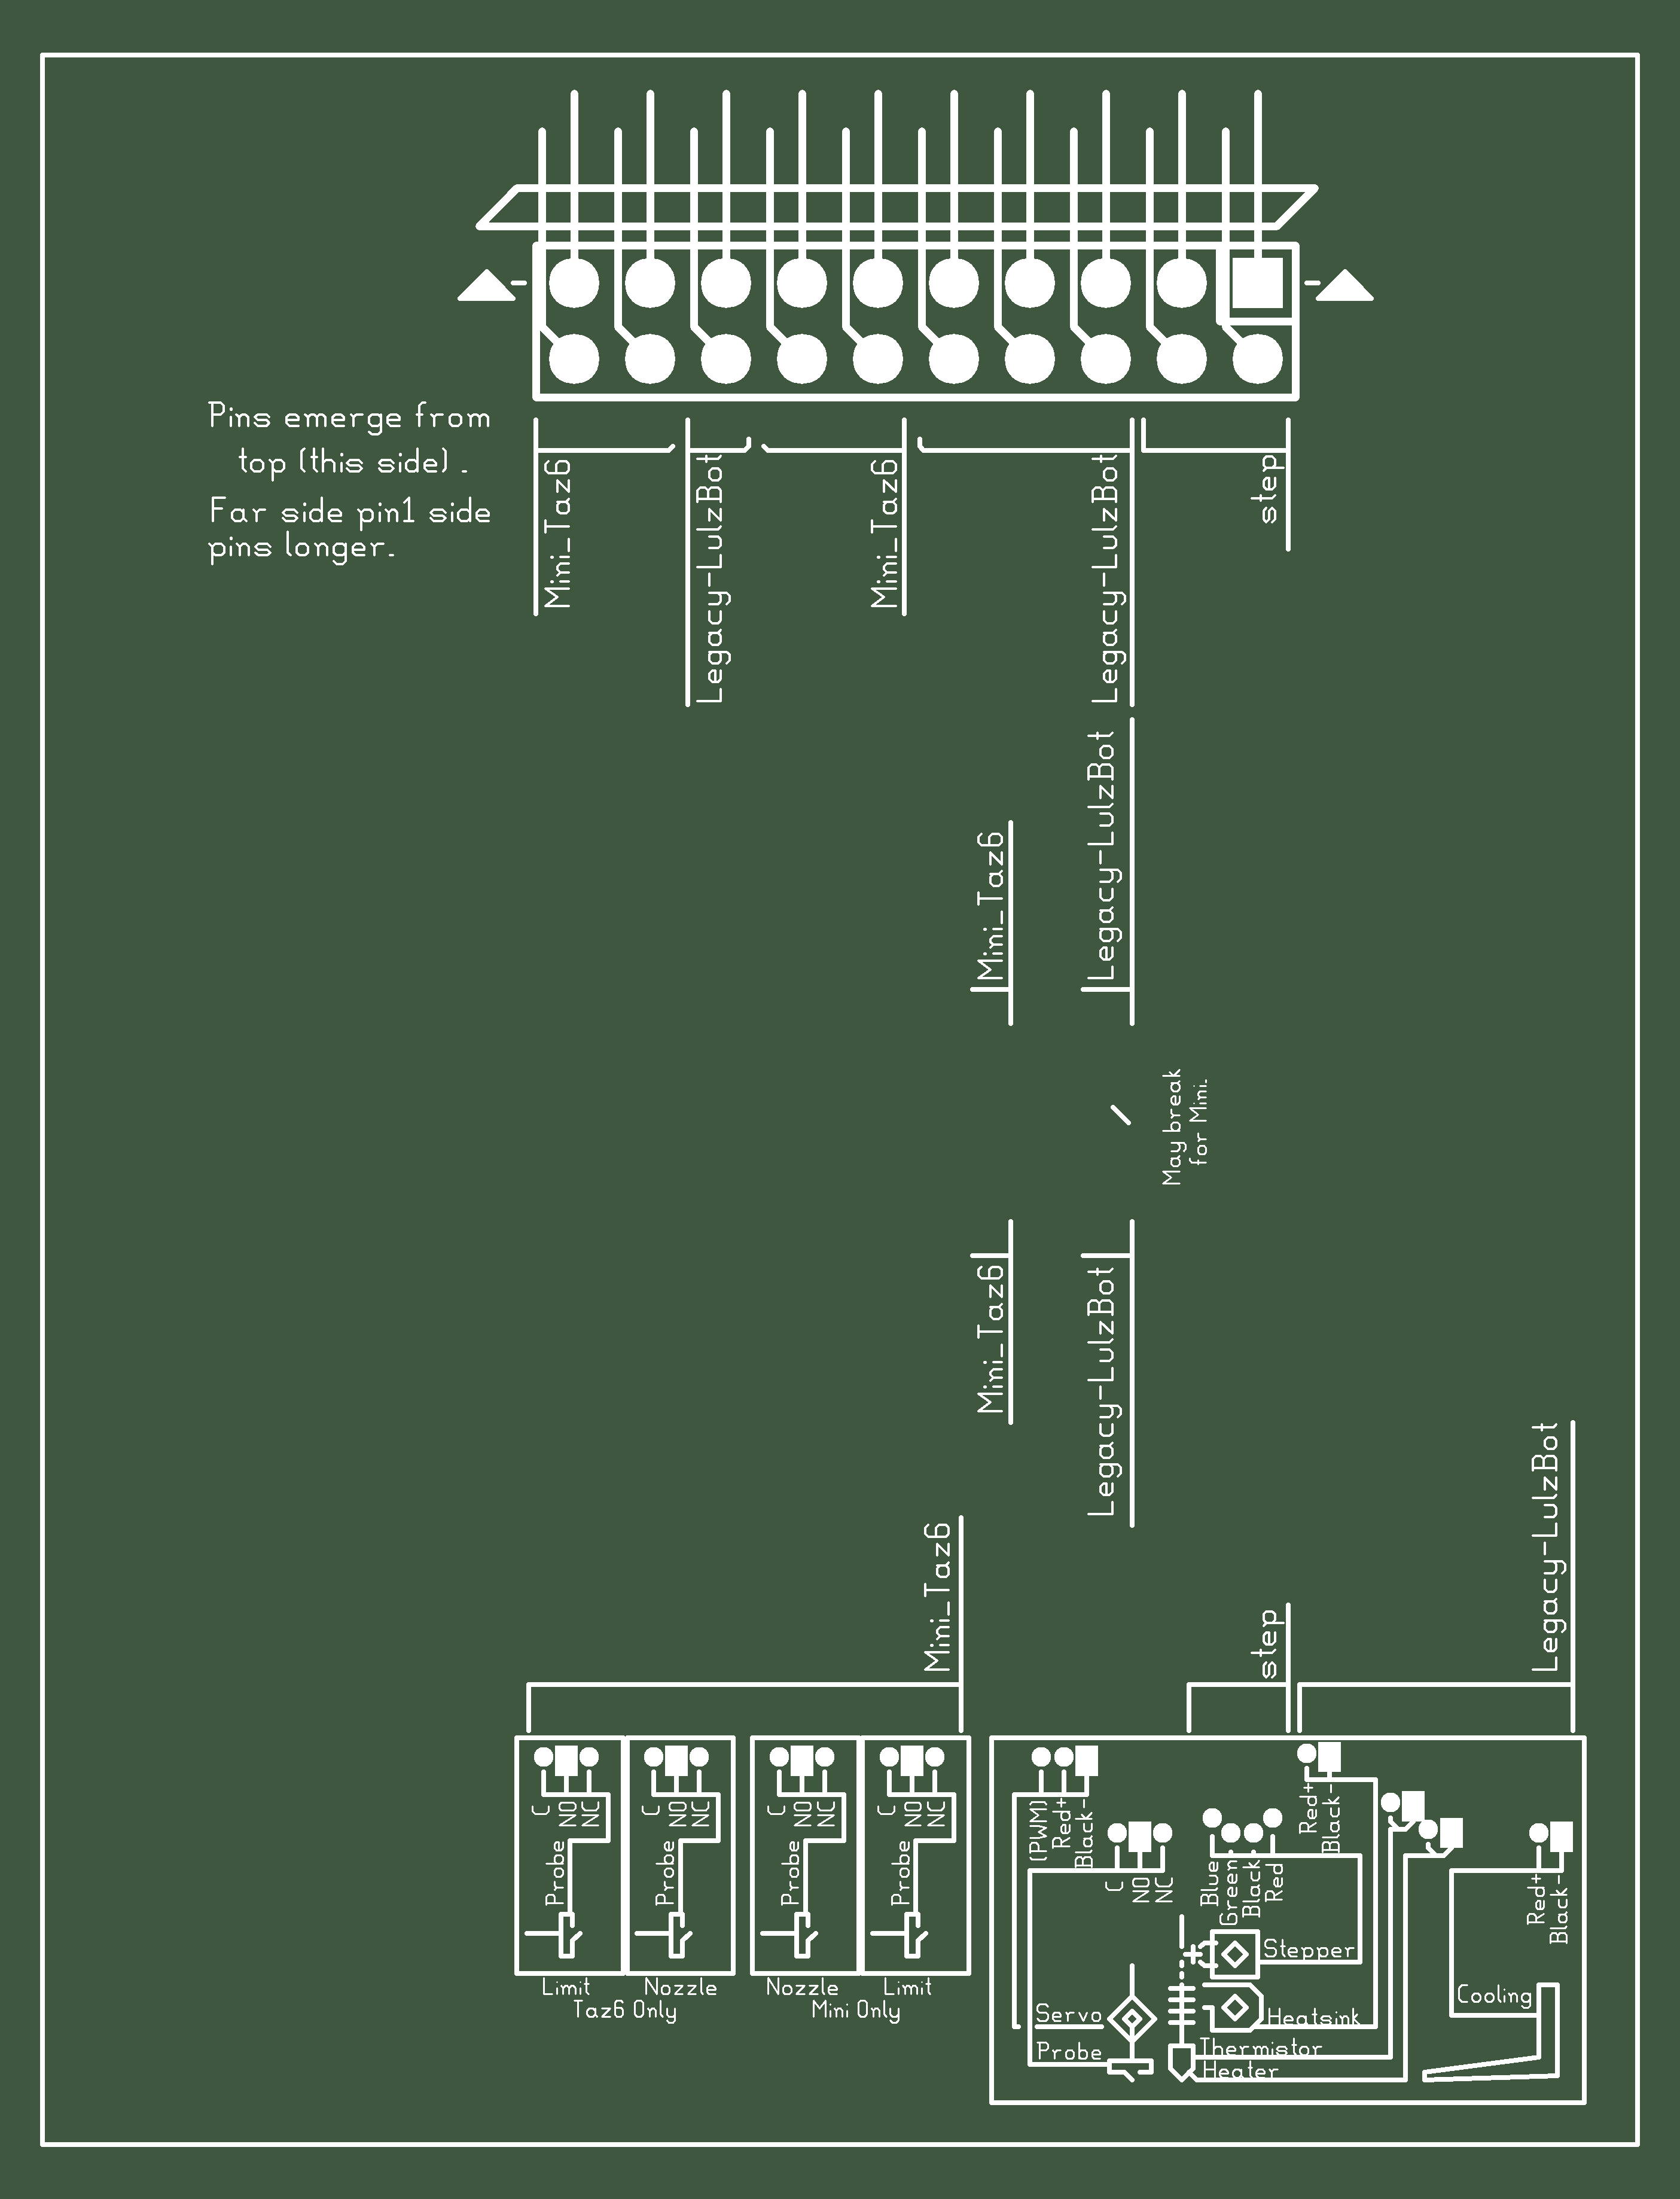 Pins emerge from
top (this side).
Far side pin1 side
pins longer.
Mini_Taz6
Legacy-LulzBot
Mini_Taz6
Legacy-LulzBot
step
Mini_Taz6
Legacy-LulzBot
May break
for Mini.
Mini_Taz6
Legacy-LulzBot
Mini_Taz6
step
Legacy-LulzBot
C
NO
NC
Probe
Limit
C
NO
NC
Probe
Nozzle
Taz6 Only
C
NO
NC
Probe
Nozzle
C
NO
NC
Probe
Limit
Mini Only
(PWM)
Red+
Black-
C
NO
NC
Blue
Green
Black
Red
Red+
Black-
Red+
Black-
Stepper
Cooling
Servo
Heatsink
Probe
Thermistor
Heater